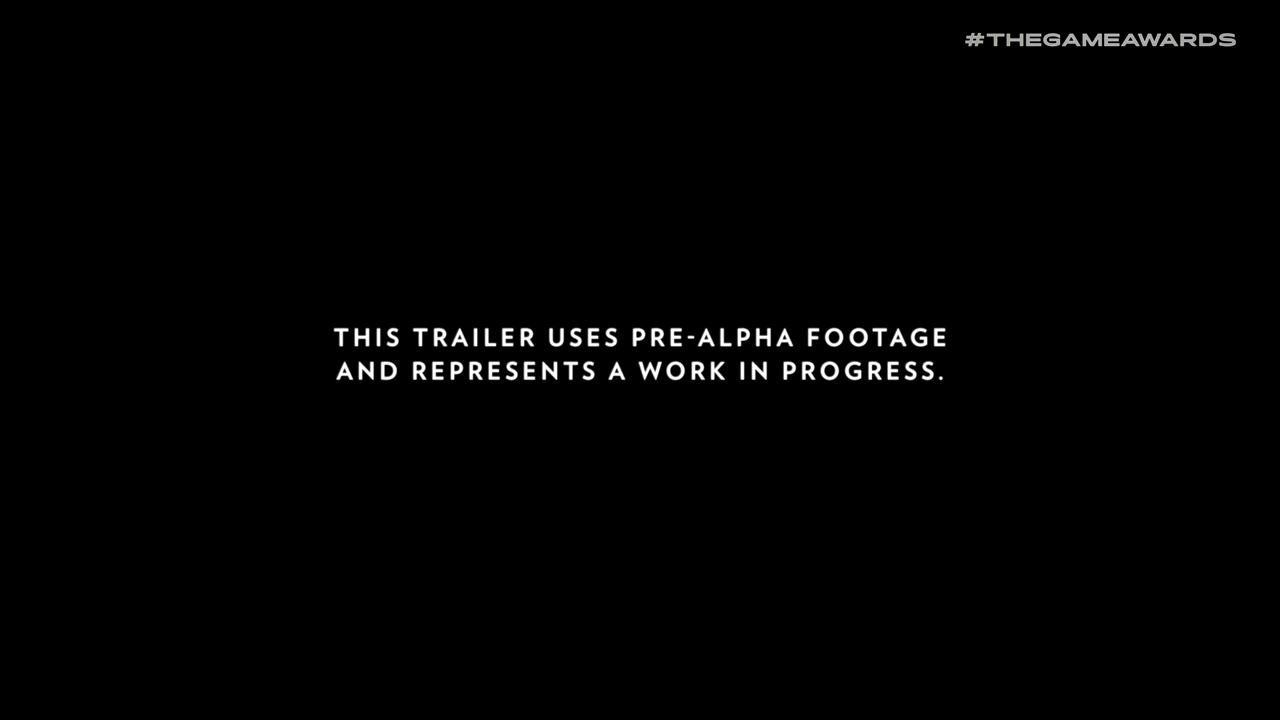 #THEGAMEAWARDS
THIS TRAILER USES PRE-ALPHA FOOTAGE
AND REPRESENTS A WORK IN PROGRESS.